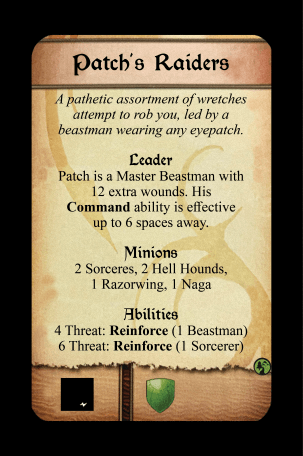 Patch's Raiders
A pathetic assortment of wretches
attempt to rob you, led by a
beastman wearing any eyepatch.
Leader
Patch is a Master Beastman with
12 extra wounds. His
Command ability is effective
up to 6 spaces away.
Minions
2 Sorceres, 2 Hell Hounds,
1 Razorwing, 1 Naga
Abilities
4 Threat: Reinforce (1 Beastman)
6 Threat: Reinforce (1 Sorcerer)